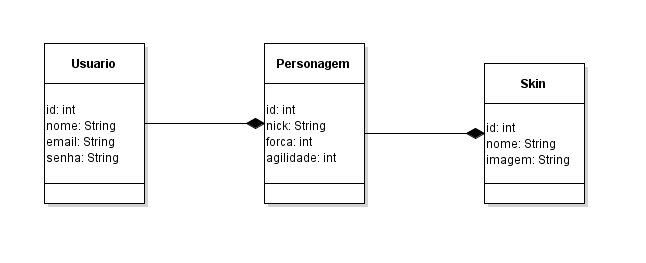 Usuario
id: int
nome: String
email: String
senha: String
Personagem
id: int
nick: String
forca: int
agilidade: int
Skin
id: int
nome: String
imagem: String